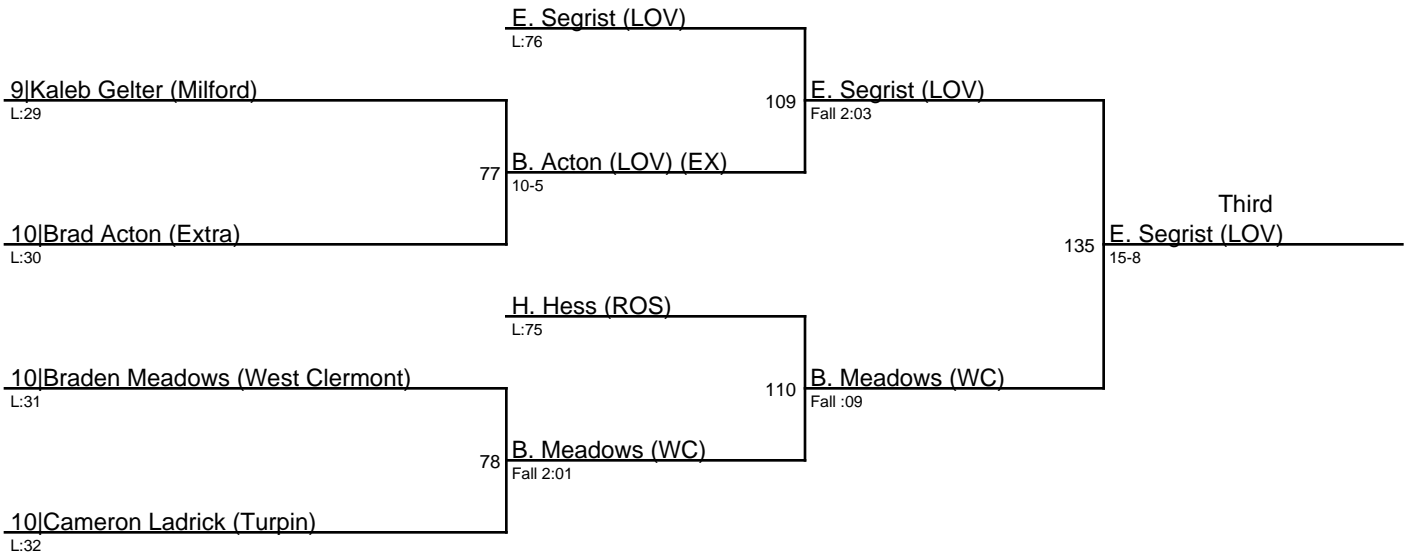 E. Segrist (LOV)
L:76
9|Kaleb Gelter (Milford)
L:29
109
E. Segrist (LOV)
Fall 2:03
77
B. Acton (LOV) (EX)
10-5
Third
10|Brad Acton (Extra)
L:30
135
E. Segrist (LOV)
15-8
H. Hess (ROS)
L:75
10|Braden Meadows (West Clermont)
L:31
110
B. Meadows (WC)
Fall :09
78
B. Meadows (WC)
Fall 2:01
10|Cameron Ladrick (Turpin)
L:32